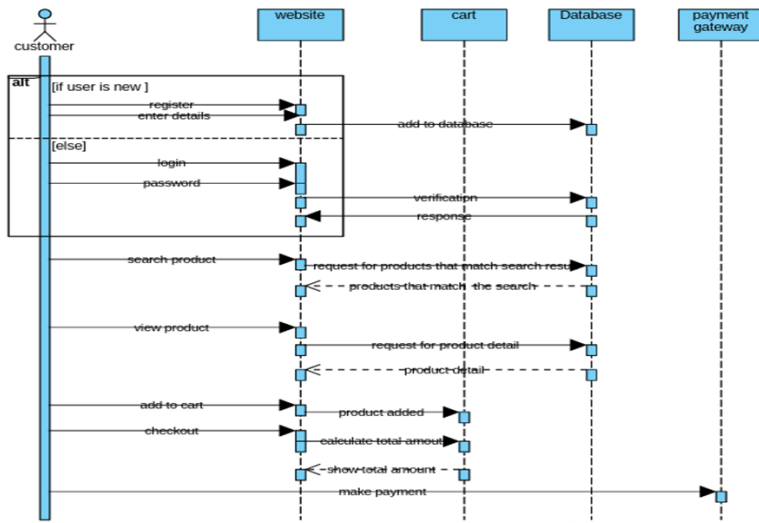 customer
website
cart
Database
payment
gateway
alt
[if user is new ]
register
enter details
add to database
[else]
login
password
verification
response
search product
request for products that match search resu
products that match the search
view product
request for product detail
product detail
add to cart
product added
checkout
calculate total amout
show total amount
make payment